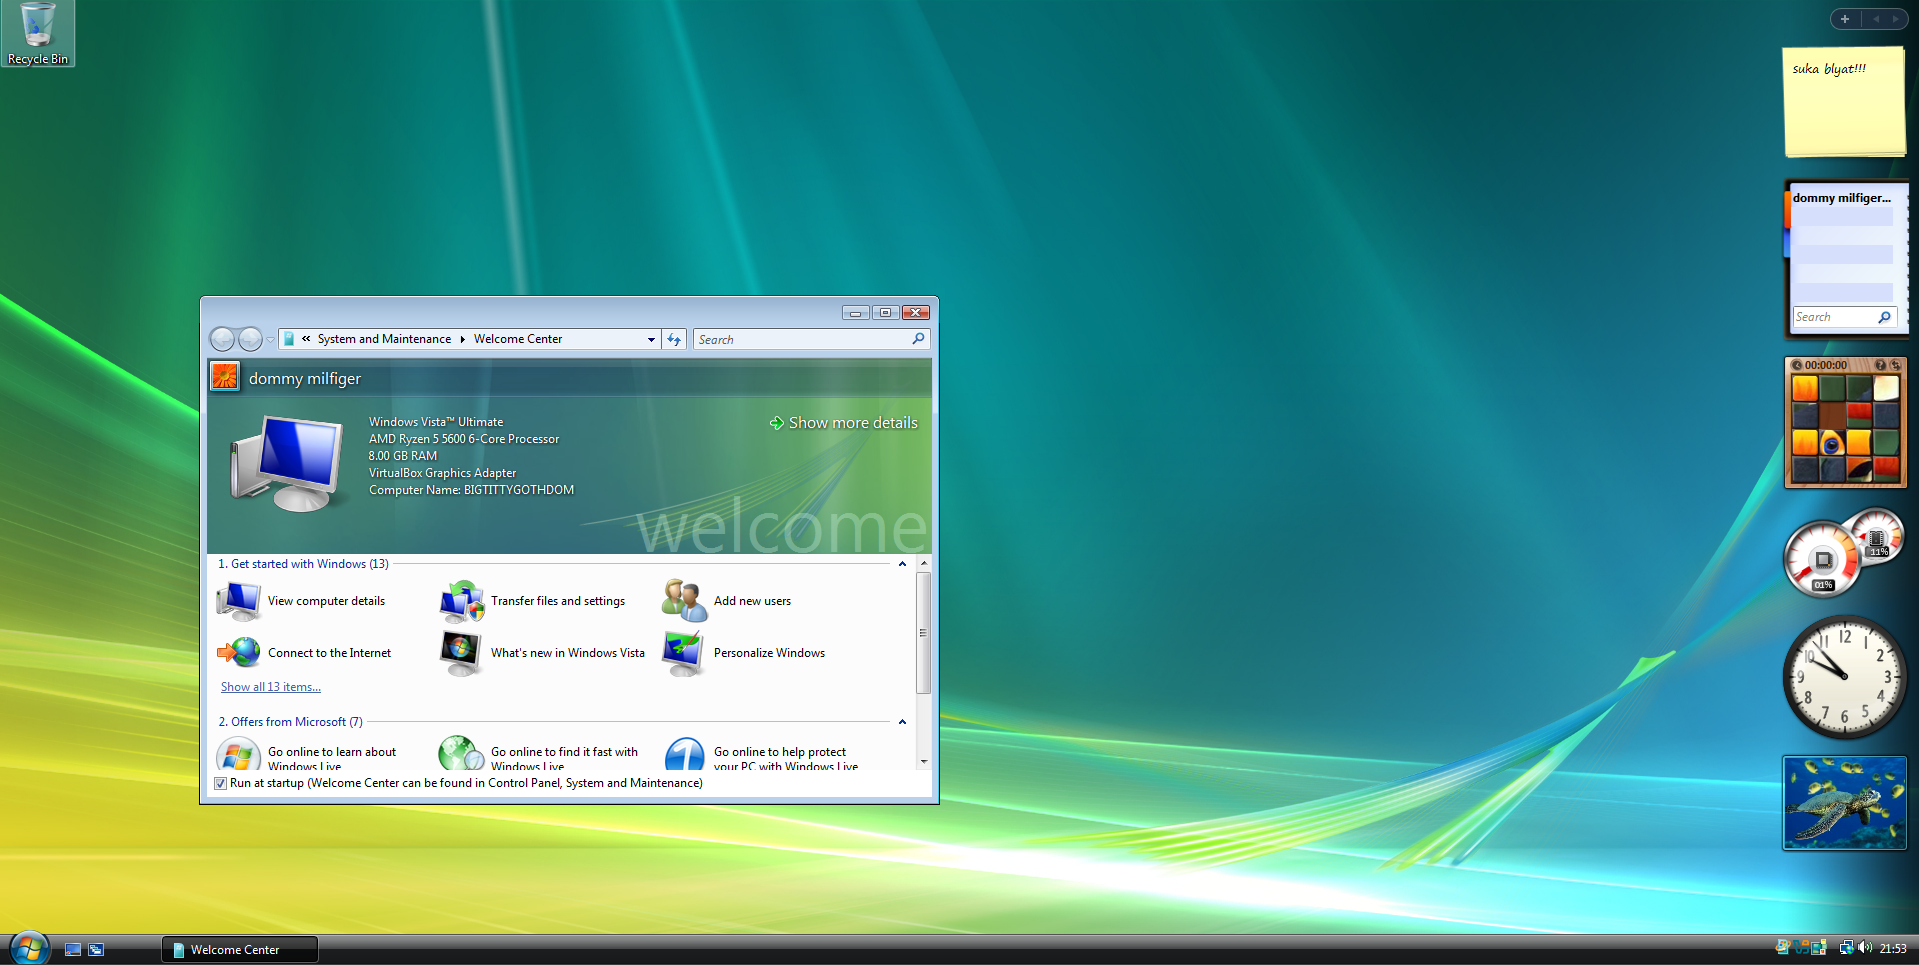 Recycle Bin
suka blyat!!!
dommy milfiger...
Search
00:00:00
11%
01%
12
1
2
3
4
5
6
7
8
9
10
11
« System and Maintenance ▸ Welcome Center
Search
dommy milfiger
Windows Vista™ Ultimate
AMD Ryzen 5 5600 6-Core Processor
8.00 GB RAM
VirtualBox Graphics Adapter
Computer Name: BIGTITTYGOTHDOM
Show more details
welcome
1. Get started with Windows (13)
View computer details
Transfer files and settings
Add new users
Connect to the Internet
What's new in Windows Vista
Personalize Windows
Show all 13 items...
2. Offers from Microsoft (7)
Go online to learn about
Windows Live
Go online to find it fast with
Windows Live
Go online to help protect
your PC with Windows Live
Run at startup (Welcome Center can be found in Control Panel, System and Maintenance)
Welcome Center
21:53